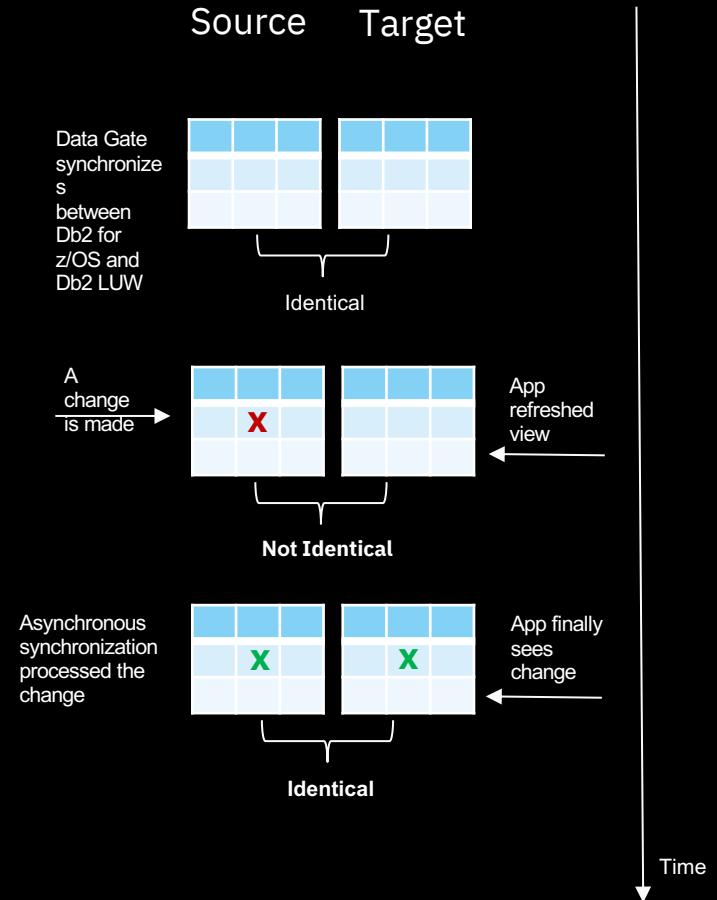 Source
Target
Data Gate
synchronize
s
between
Db2 for
z/OS and
Db2 LUW
Identical
A
change
is made
X
App
refreshed
view
Not Identical
Asynchronous
synchronization
processed the
change
X
X
App finally
sees
change
Identical
Time